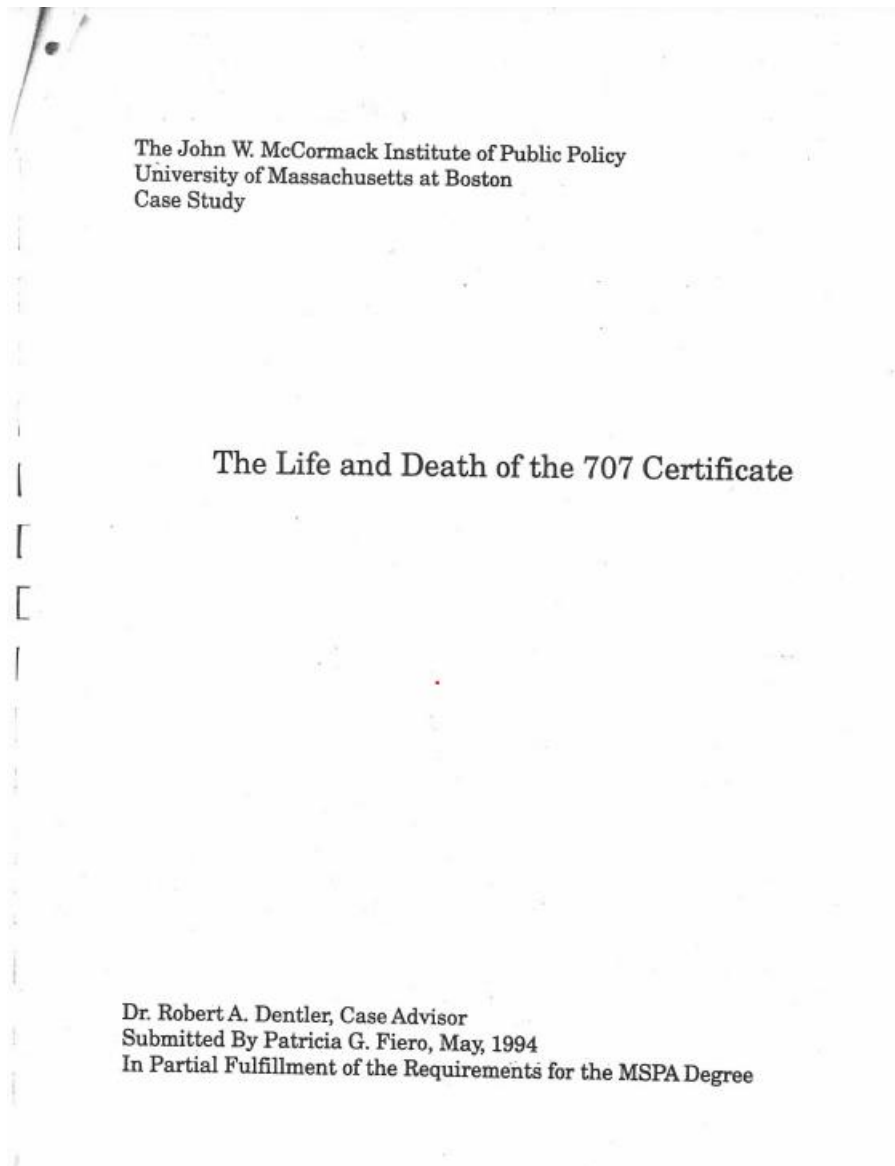 The John W. McCormack Institute of Public Policy
University of Massachusetts at Boston
Case Study
The Life and Death of the 707 Certificate
Dr. Robert A. Dentler, Case Advisor
Submitted By Patricia G. Fiero, May, 1994
In Partial Fulfillment of the Requirements for the MSPA Degree